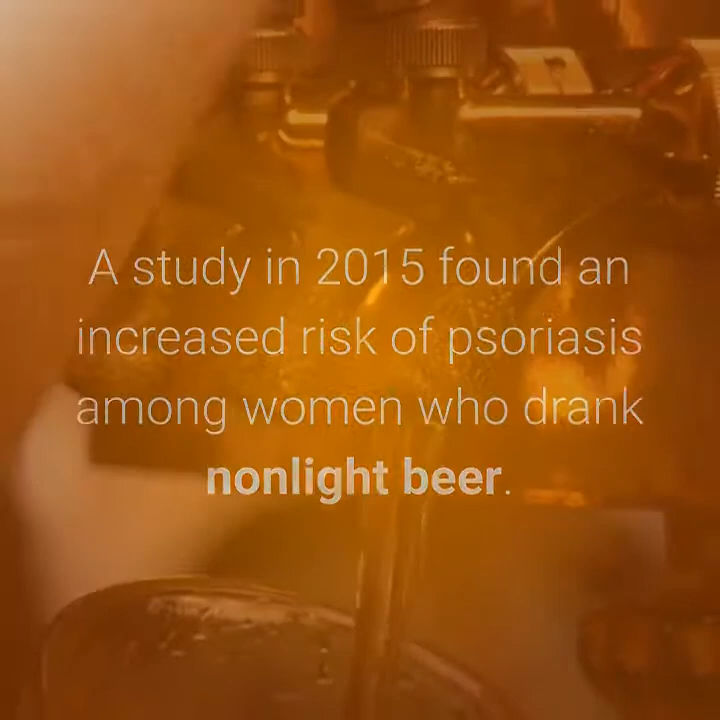 A study in 2015 found an
increased risk of psoriasis
among women who drank
nonlight beer.